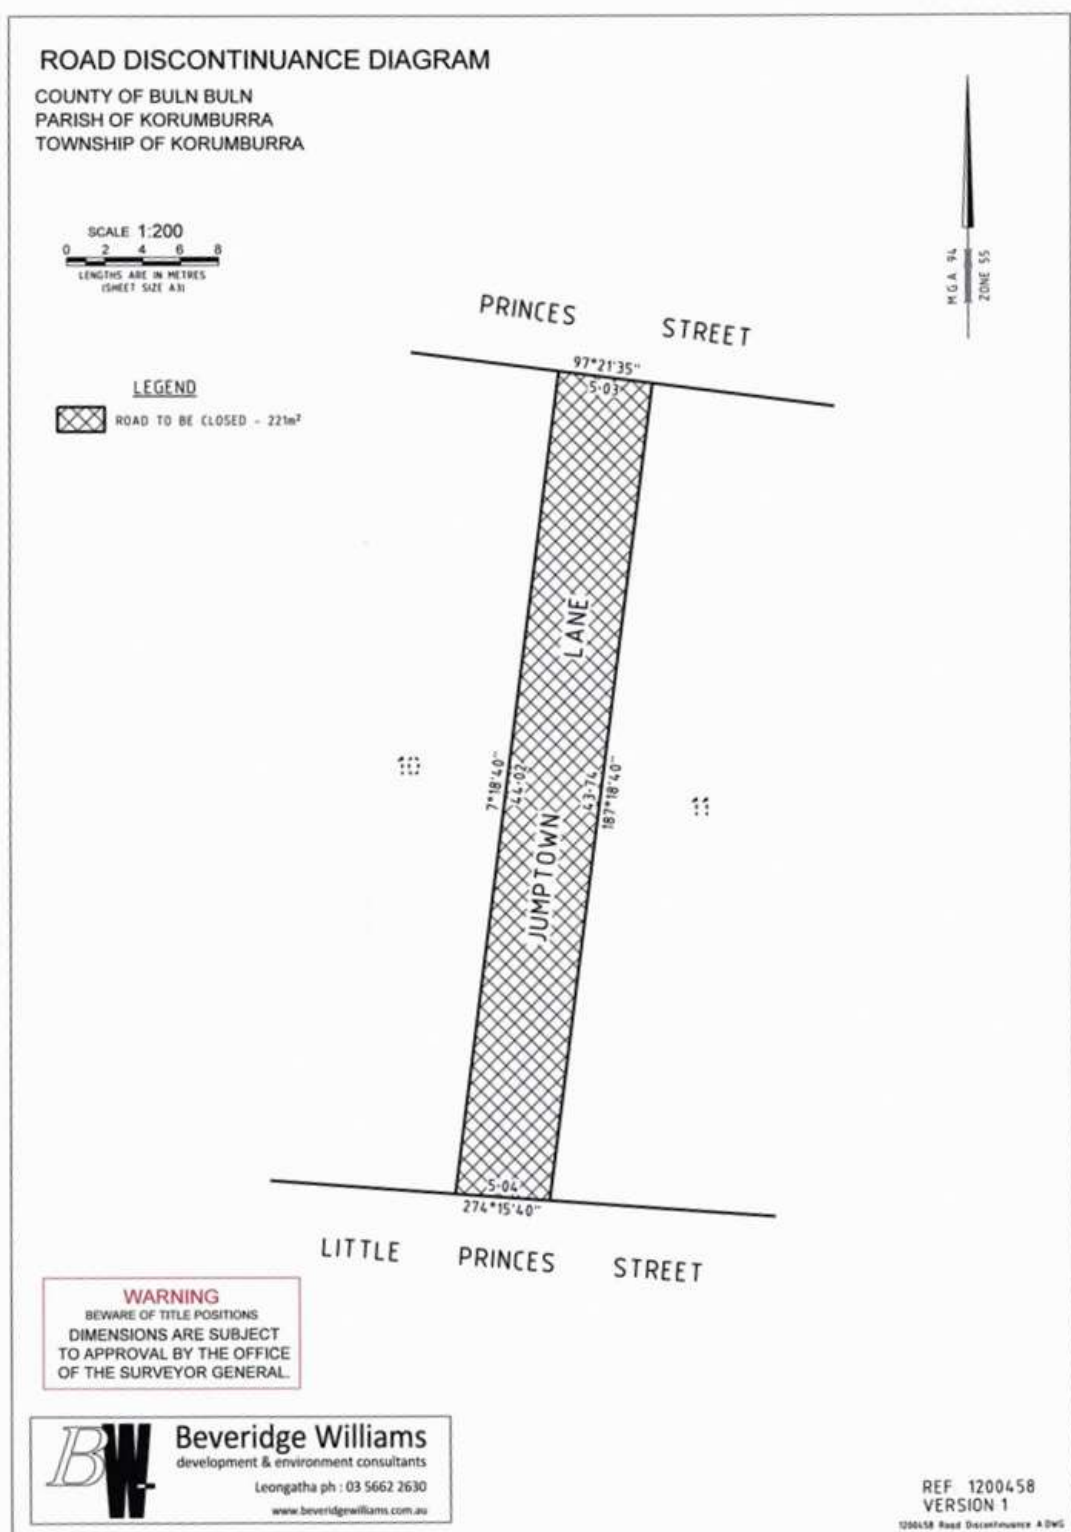 ROAD DISCONTINUANCE DIAGRAM
COUNTY OF BULN BULN
PARISH OF KORUMBURRA
TOWNSHIP OF KORUMBURRA
SCALE 1:200
0 2 4 6 8
LENGTHS ARE IN METRES
(SHEET SIZE A3)
M.G.A. 94
ZONE 55
LEGEND
ROAD TO BE CLOSED - 221m²
PRINCES STREET
97°21'35"
5·03
LANE
10
7°18'40"
44·02
43·74
187°18'40"
11
JUMPTOWN
5·04
274°15'40"
LITTLE PRINCES STREET
WARNING
BEWARE OF TITLE POSITIONS
DIMENSIONS ARE SUBJECT
TO APPROVAL BY THE OFFICE
OF THE SURVEYOR GENERAL.
BW
Beveridge Williams
development & environment consultants
Leongatha ph : 03 5662 2630
www.beveridgewilliams.com.au
REF 1200458
VERSION 1
1200458 Road Discontinuance A.DWG